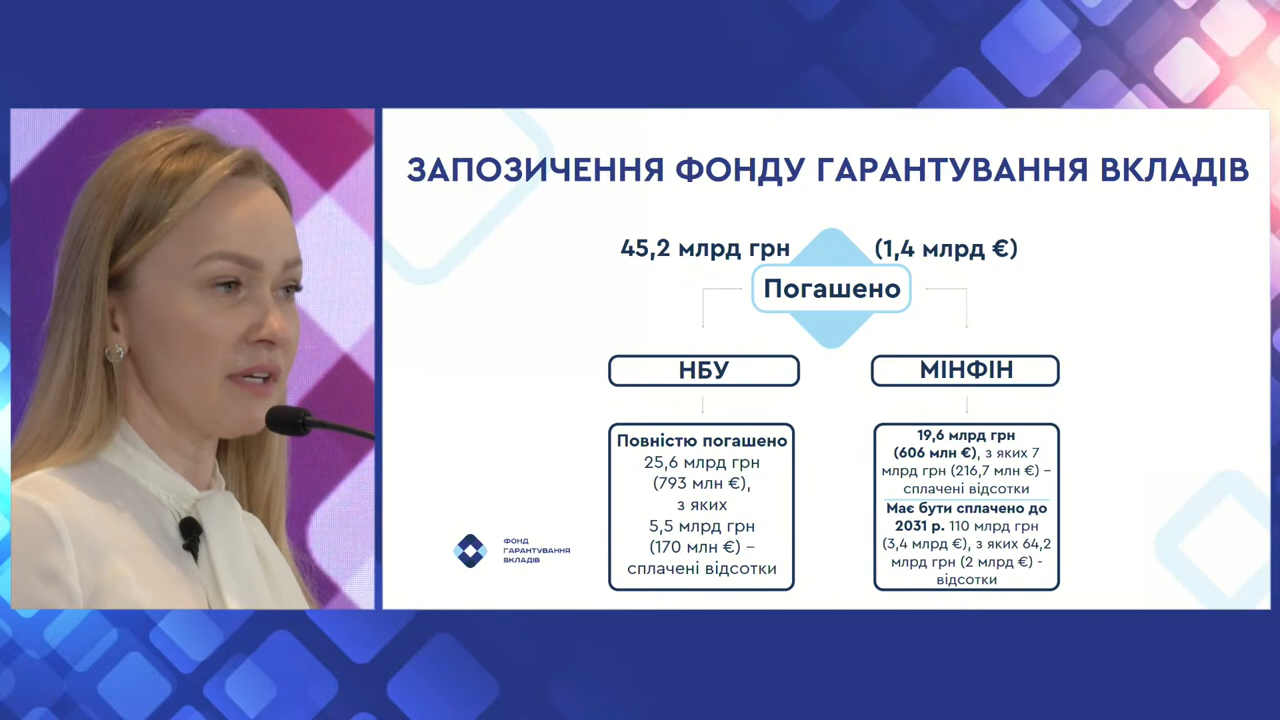 ЗАПОЗИЧЕННЯ ФОНДУ ГАРАНТУВАННЯ ВКЛАДІВ
45,2 млрд грн (1,4 млрд €)
Погашено
НБУ
Повністю погашено
25,6 млрд грн
(793 млн €),
з яких
5,5 млрд грн
(170 млн €) –
сплачені відсотки
МІНФІН
19,6 млрд грн
(606 млн €), з яких 7
млрд грн (216,7 млн €) –
сплачені відсотки
Має бути сплачено до
2031 р. 110 млрд грн
(3,4 млрд €), з яких 64,2
млрд грн (2 млрд €) -
відсотки
ФОНД
ГАРАНТУВАННЯ
ВКЛАДІВ